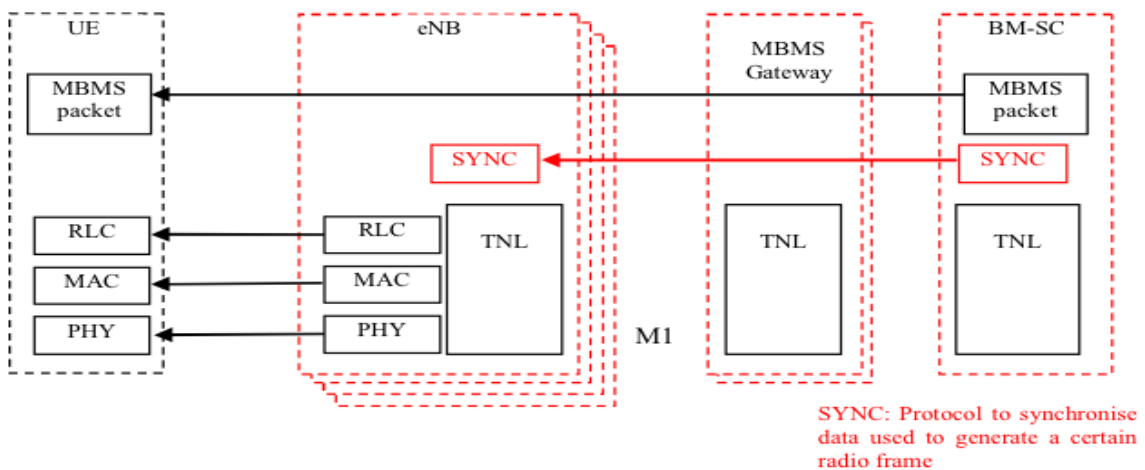 UE
eNB
MBMS
Gateway
BM-SC
MBMS
packet
MBMS
packet
SYNC
SYNC
RLC
RLC
TNL
TNL
TNL
MAC
MAC
PHY
PHY
M1
SYNC: Protocol to synchronise
data used to generate a certain
radio frame